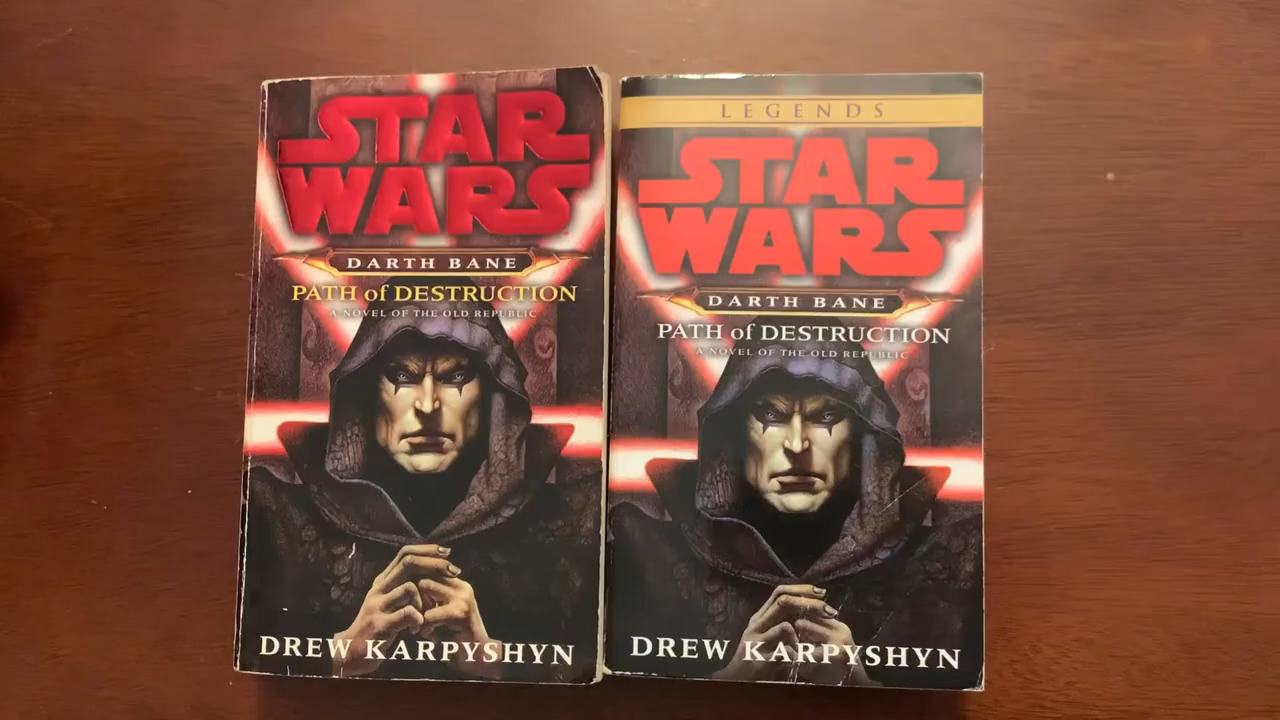 STAR
WARS
DARTH BANE
PATH of DESTRUCTION
A NOVEL OF THE OLD REPUBLIC
DREW KARPYSHYN
LEGENDS
STAR
WARS
DARTH BANE
PATH of DESTRUCTION
A NOVEL OF THE OLD REPUBLIC
DREW KARPYSHYN